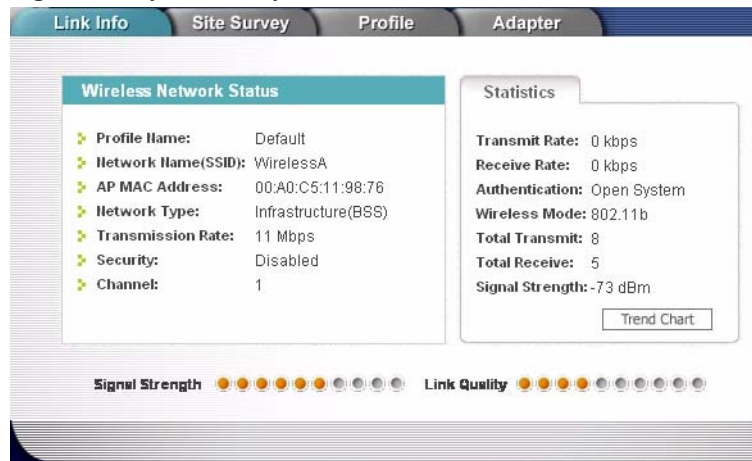 Link Info Site Survey Profile Adapter
Wireless Network Status
Profile Name: Default
Network Name(SSID): WirelessA
AP MAC Address: 00:A0:C5:11:98:76
Network Type: Infrastructure(BSS)
Transmission Rate: 11 Mbps
Security: Disabled
Channel: 1
Statistics
Transmit Rate: 0 kbps
Receive Rate: 0 kbps
Authentication: Open System
Wireless Mode: 802.11b
Total Transmit: 8
Total Receive: 5
Signal Strength: -73 dBm
Trend Chart
Signal Strength Link Quality